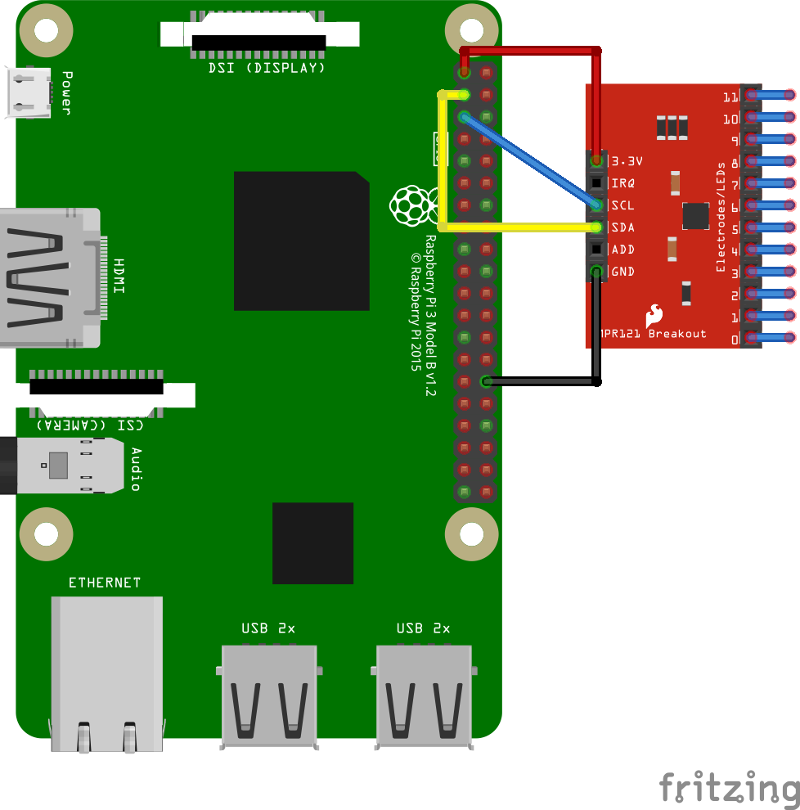 DSI (DISPLAY)
Power
HDMI
CSI (CAMERA)
Audio
ETHERNET
USB 2x
USB 2x
Raspberry Pi 3 Model B v1.2
© Raspberry Pi 2015
3.3V
IRQ
SCL
SDA
ADD
GND
11
10
9
8
7
6
5
4
3
2
1
0
Electrodes/LEDs
MPR121 Breakout
fritzing